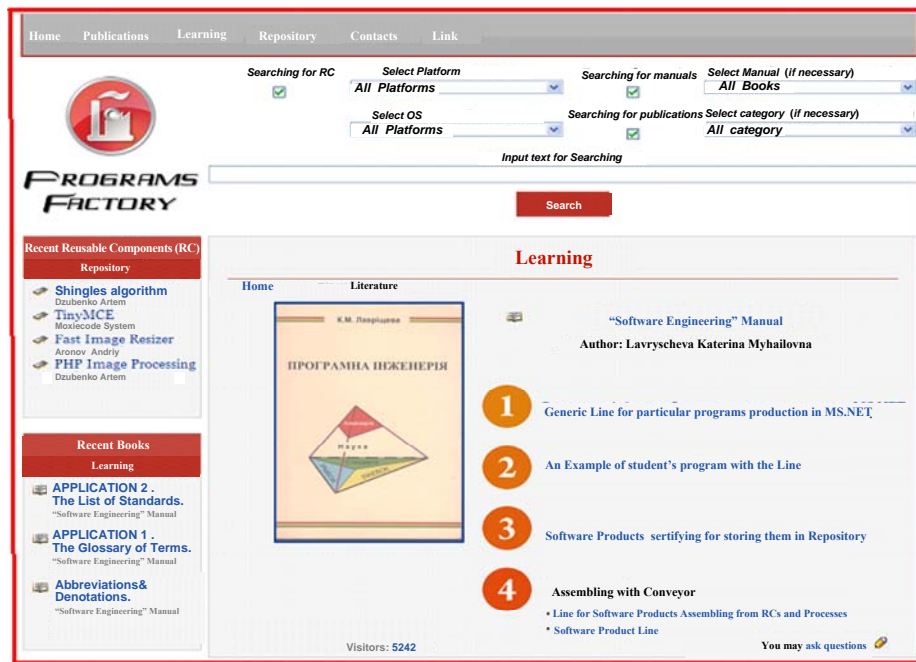 Home Publications Learning Repository Contacts Link
Searching for RC Select Platform Searching for manuals Select Manual (if necessary)
All Platforms All Books
Select OS Searching for publications Select category (if necessary)
All Platforms All category
Input text for Searching
PROGRAMS
FACTORY
Search
Recent Reusable Components (RC)
Repository
Shingles algorithm
Dzubenko Artem
TinyMCE
Moxiecode System
Fast Image Resizer
Aronov Andriy
PHP Image Processing
Dzubenko Artem
Recent Books
Learning
APPLICATION 2 .
The List of Standards.
“Software Engineering” Manual
APPLICATION 1 .
The Glossary of Terms.
“Software Engineering” Manual
Abbreviations&
Denotations.
“Software Engineering” Manual
Learning
Home Literature
К.М. Лавріщева
ПРОГРАМНА ІНЖЕНЕРІЯ
Наука
“Software Engineering” Manual
Author: Lavryscheva Katerina Myhailovna
1 Generic Line for particular programs production in MS.NET
2 An Example of student’s program with the Line
3 Software Products sertifying for storing them in Repository
4 Assembling with Conveyor
• Line for Software Products Assembling from RCs and Processes
• Software Product Line
Visitors: 5242
You may ask questions